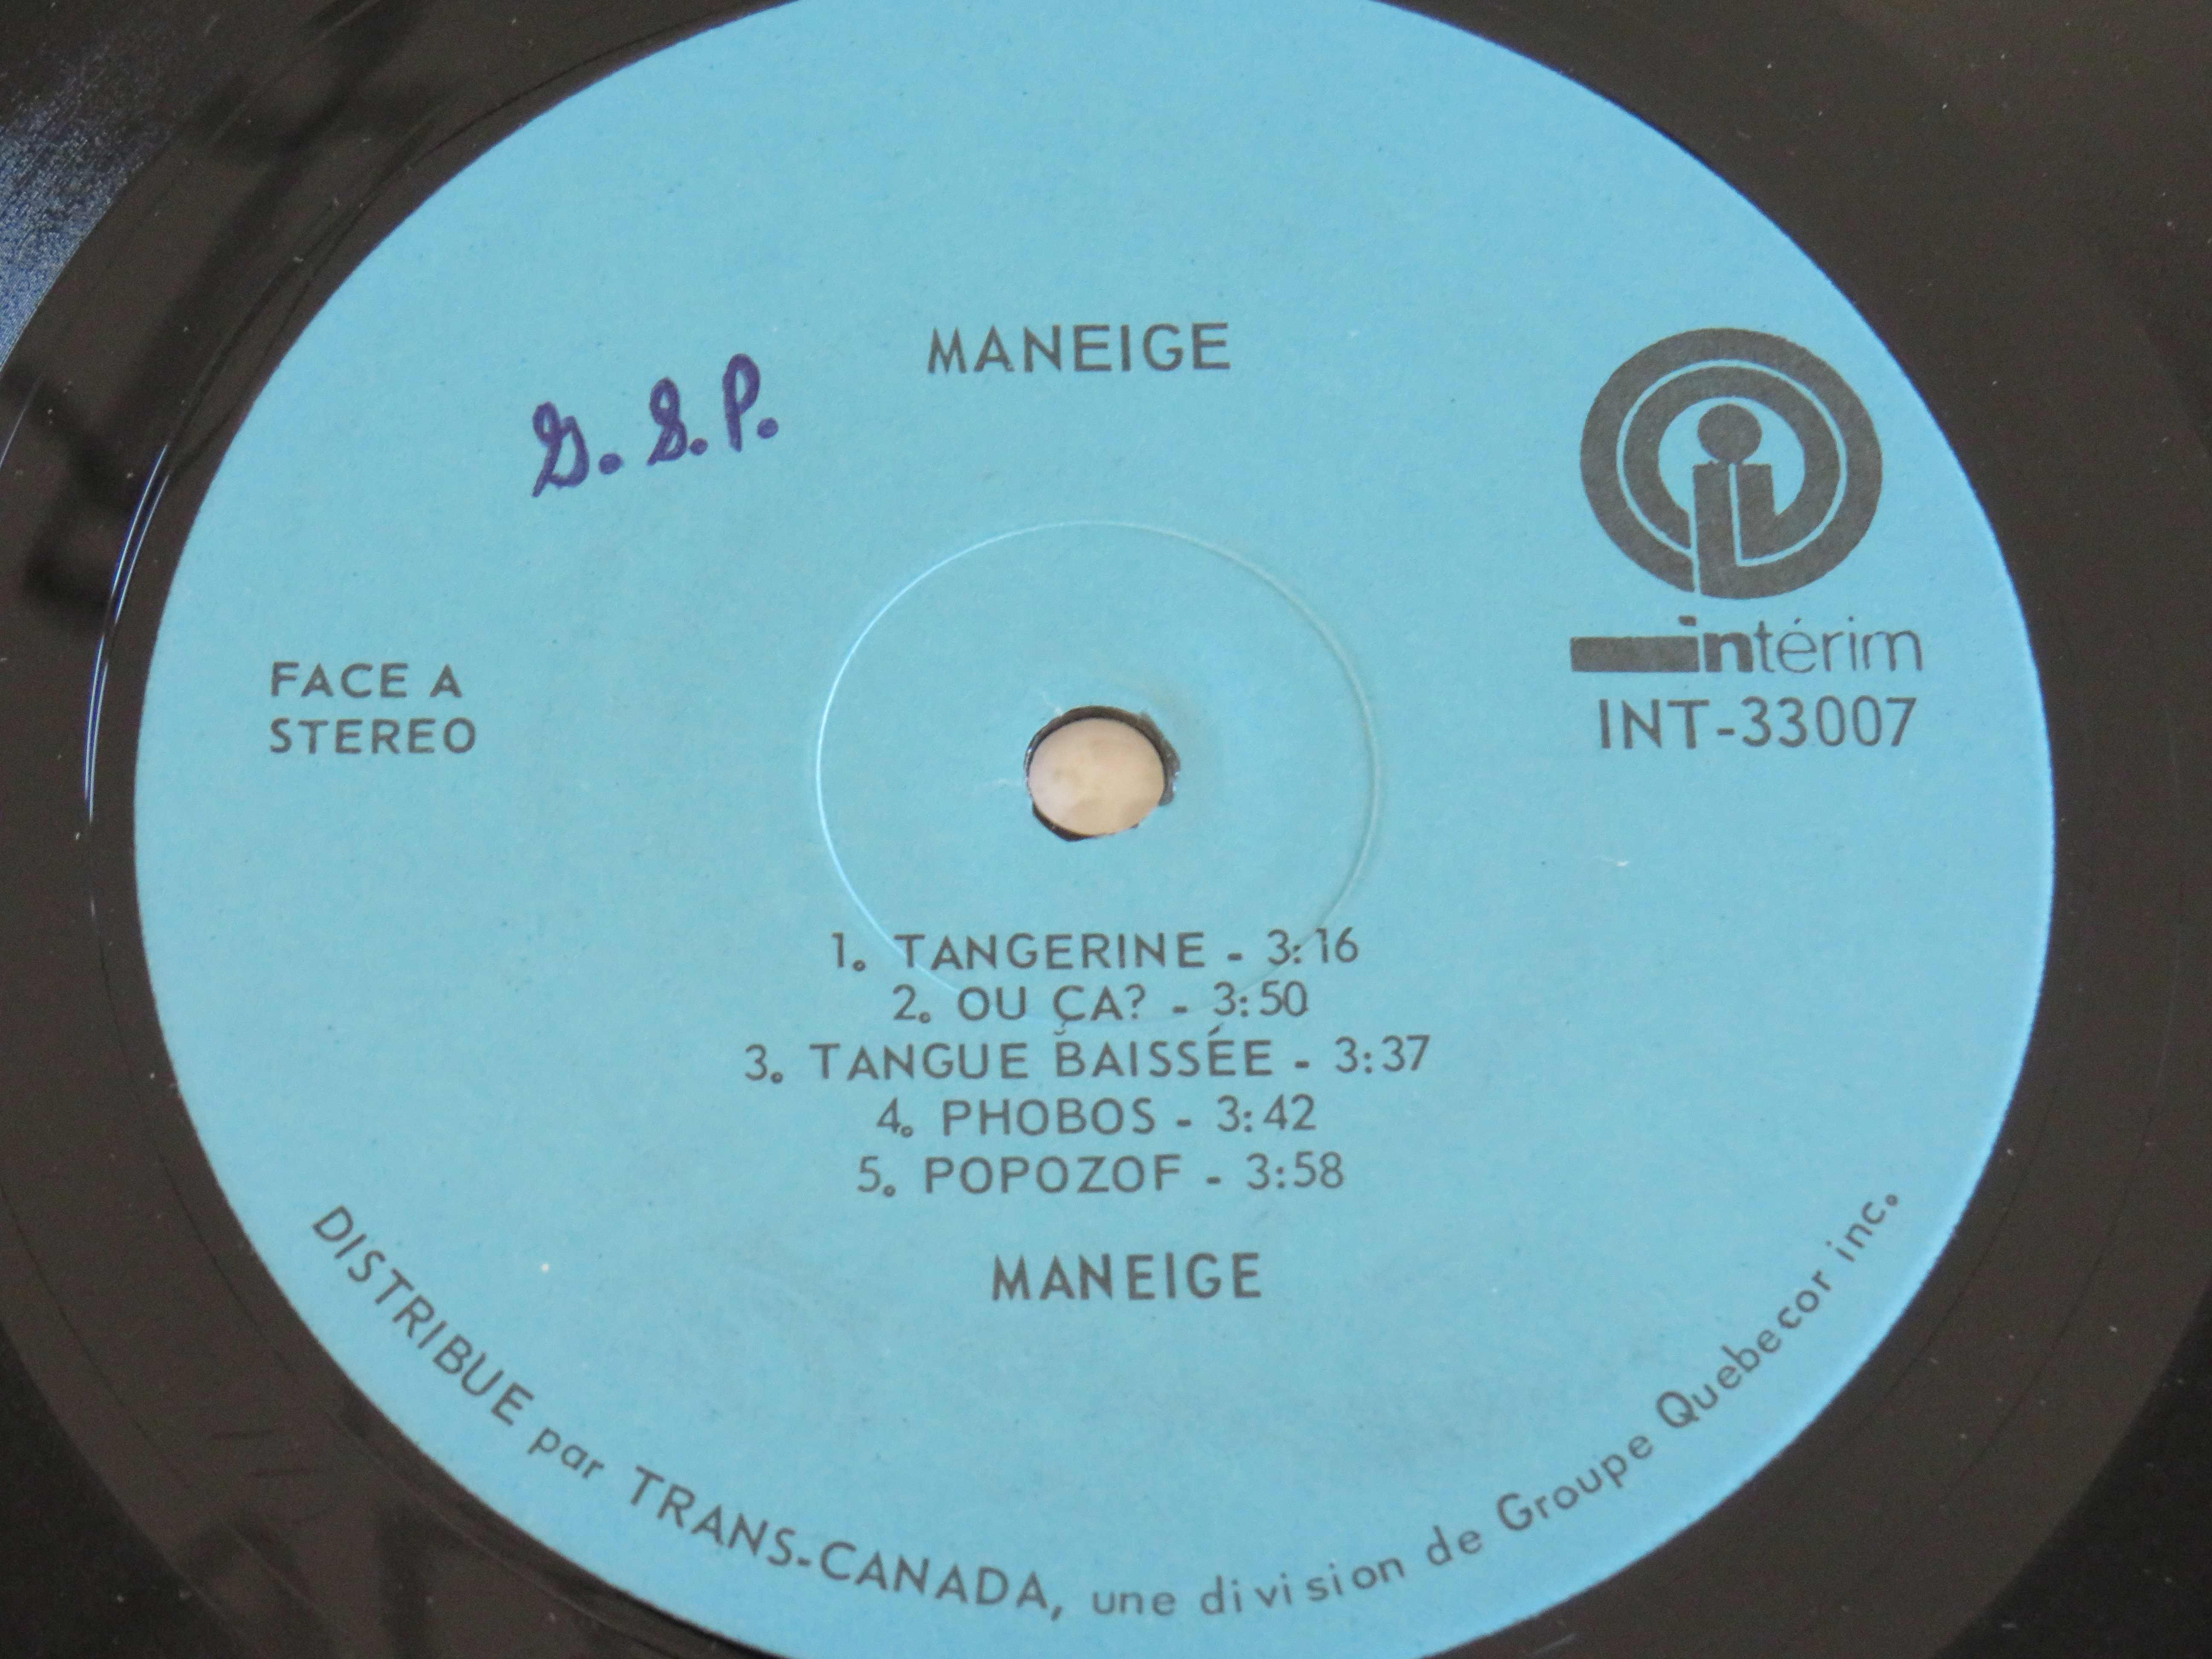 MANEIGE
G. S. P.
intérim
INT-33007
FACE A
STEREO
1. TANGERINE - 3:16
2. OU ÇA? - 3:50
3. TANGUE BAISSÉE - 3:37
4. PHOBOS - 3:42
5. POPOZOF - 3:58
MANEIGE
DISTRIBUE par TRANS-CANADA, une division de Groupe Quebecor inc.